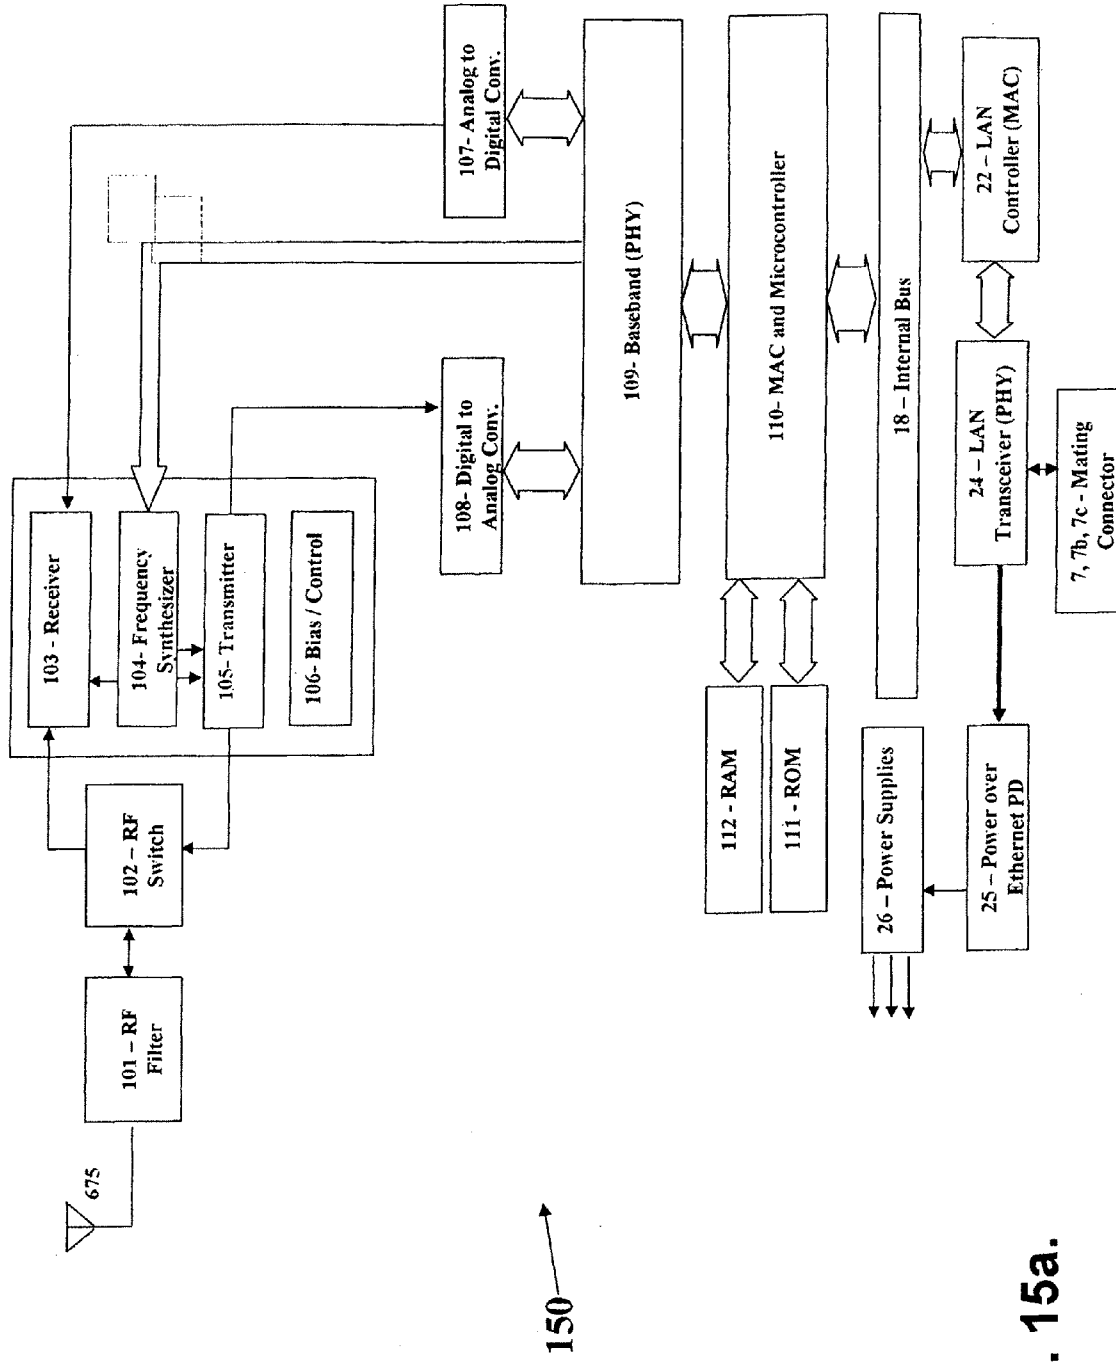 675
101 – RF
Filter
102 – RF
Switch
103 - Receiver
104- Frequency
Synthesizer
105- Transmitter
106- Bias / Control
107- Analog to
Digital Conv.
108- Digital to
Analog Conv.
109- Baseband (PHY)
110- MAC and Microcontroller
112 - RAM
111 - ROM
18 – Internal Bus
26 – Power Supplies
25 – Power over
Ethernet PD
24 – LAN
Transceiver (PHY)
22 – LAN
Controller (MAC)
7, 7b, 7c - Mating
Connector
150
. 15a.